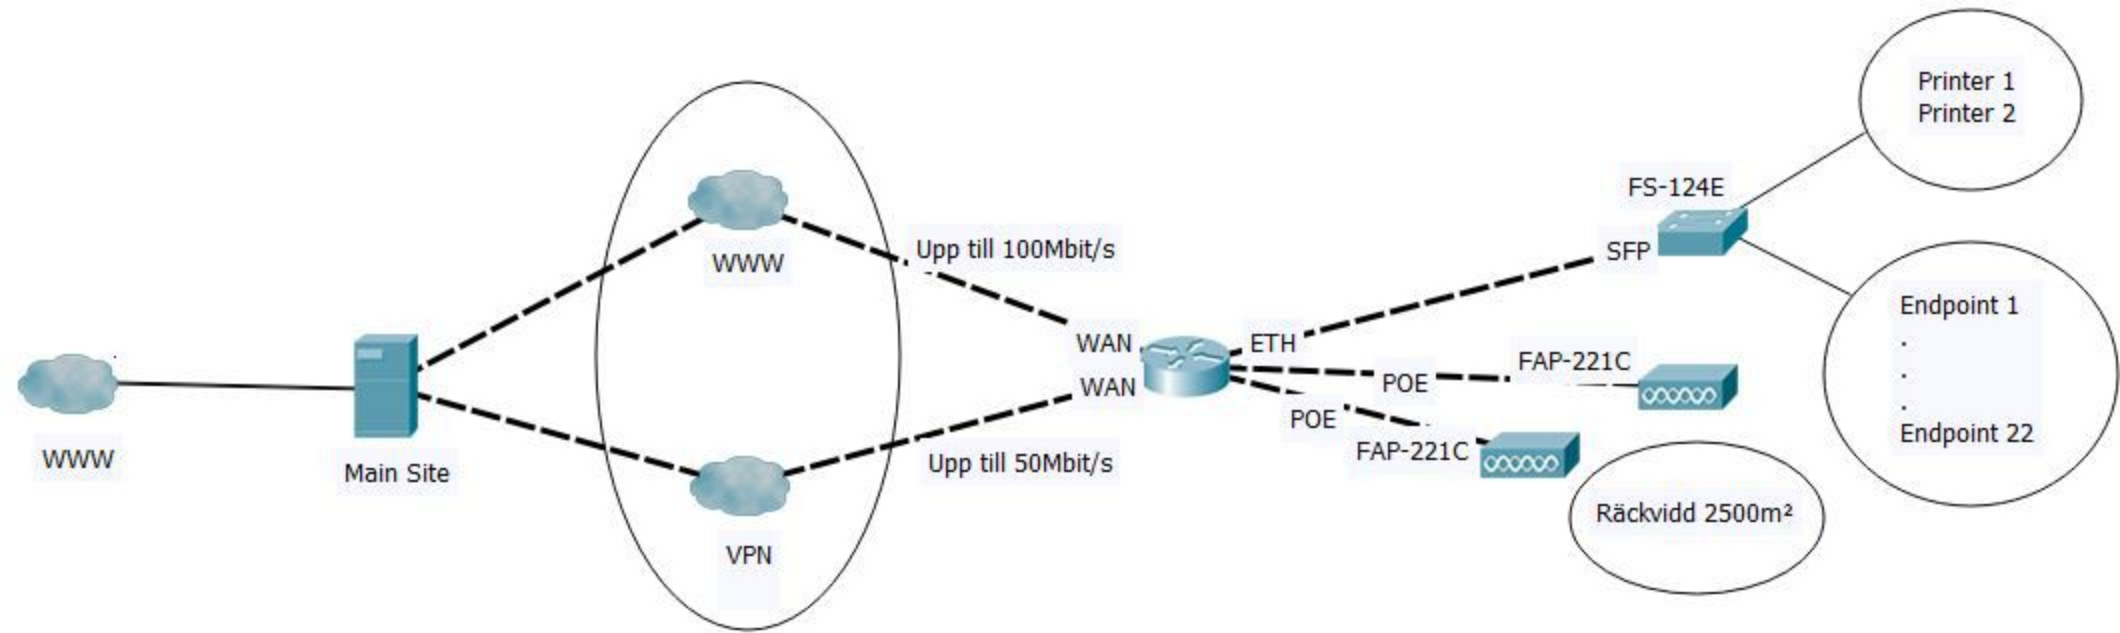 WWW
Main Site
WWW
VPN
Upp till 100Mbit/s
Upp till 50Mbit/s
WAN
WAN
ETH
POE
POE
SFP
FS-124E
FAP-221C
FAP-221C
Printer 1
Printer 2
Endpoint 1
.
.
.
Endpoint 22
Räckvidd 2500m²